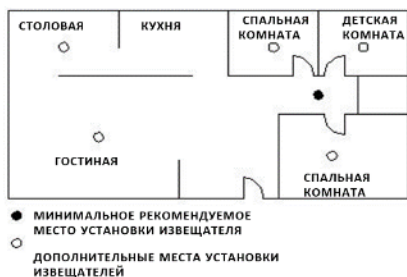 СТОЛОВАЯ
КУХНЯ
СПАЛЬНАЯ
КОМНАТА
ДЕТСКАЯ
КОМНАТА
ГОСТИНАЯ
СПАЛЬНАЯ
КОМНАТА
МИНИМАЛЬНОЕ РЕКОМЕНДУЕМОЕ
МЕСТО УСТАНОВКИ ИЗВЕЩАТЕЛЯ
ДОПОЛНИТЕЛЬНЫЕ МЕСТА УСТАНОВКИ
ИЗВЕЩАТЕЛЕЙ